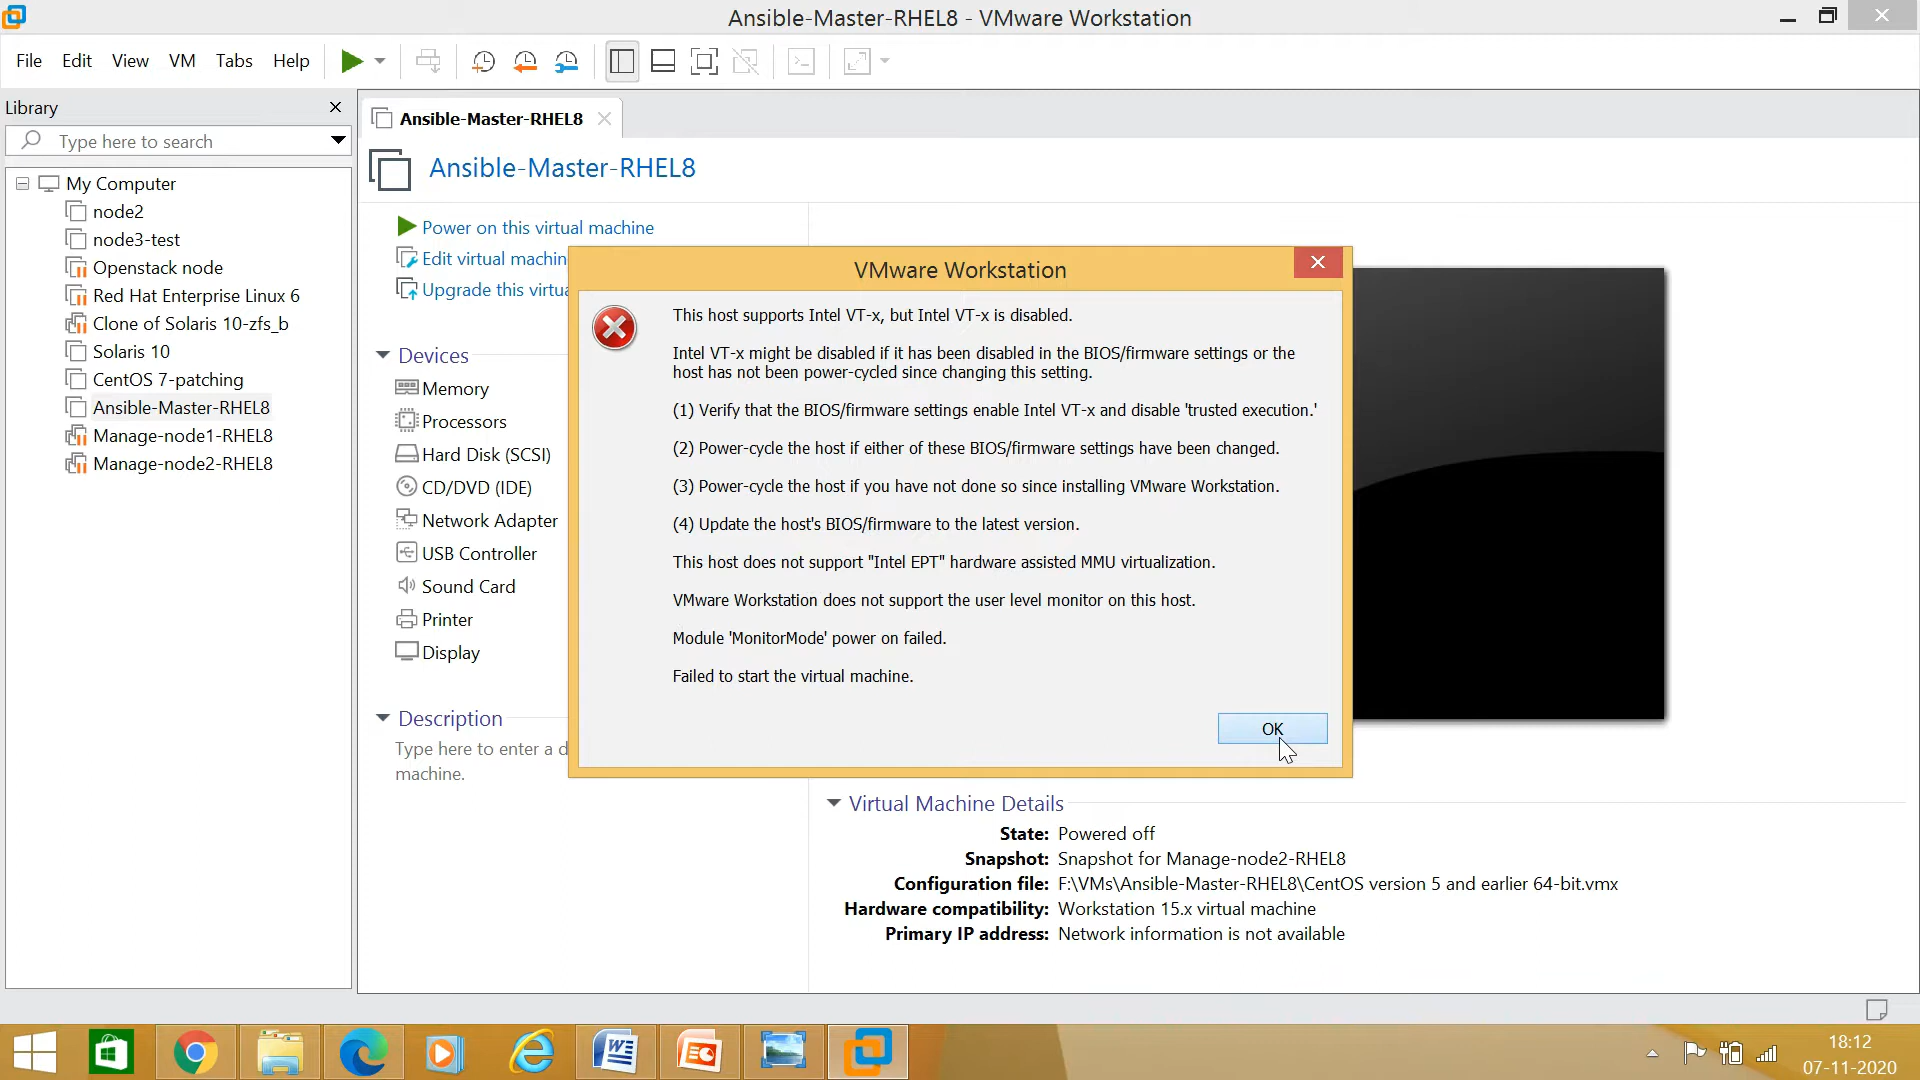 Ansible-Master-RHEL8 - VMware Workstation
File Edit View VM Tabs Help
Library
Type here to search
My Computer
node2
node3-test
Openstack node
Red Hat Enterprise Linux 6
Clone of Solaris 10-zfs_b
Solaris 10
CentOS 7-patching
Ansible-Master-RHEL8
Manage-node1-RHEL8
Manage-node2-RHEL8
Ansible-Master-RHEL8
Ansible-Master-RHEL8
Power on this virtual machine
Edit virtual machin
Upgrade this virtua
Devices
Memory
Processors
Hard Disk (SCSI)
CD/DVD (IDE)
Network Adapter
USB Controller
Sound Card
Printer
Display
Description
Type here to enter a d
machine.
VMware Workstation
This host supports Intel VT-x, but Intel VT-x is disabled.
Intel VT-x might be disabled if it has been disabled in the BIOS/firmware settings or the
host has not been power-cycled since changing this setting.
(1) Verify that the BIOS/firmware settings enable Intel VT-x and disable 'trusted execution.'
(2) Power-cycle the host if either of these BIOS/firmware settings have been changed.
(3) Power-cycle the host if you have not done so since installing VMware Workstation.
(4) Update the host's BIOS/firmware to the latest version.
This host does not support "Intel EPT" hardware assisted MMU virtualization.
VMware Workstation does not support the user level monitor on this host.
Module 'MonitorMode' power on failed.
Failed to start the virtual machine.
OK
Virtual Machine Details
State: Powered off
Snapshot: Snapshot for Manage-node2-RHEL8
Configuration file: F:\VMs\Ansible-Master-RHEL8\CentOS version 5 and earlier 64-bit.vmx
Hardware compatibility: Workstation 15.x virtual machine
Primary IP address: Network information is not available
18:12
07-11-2020